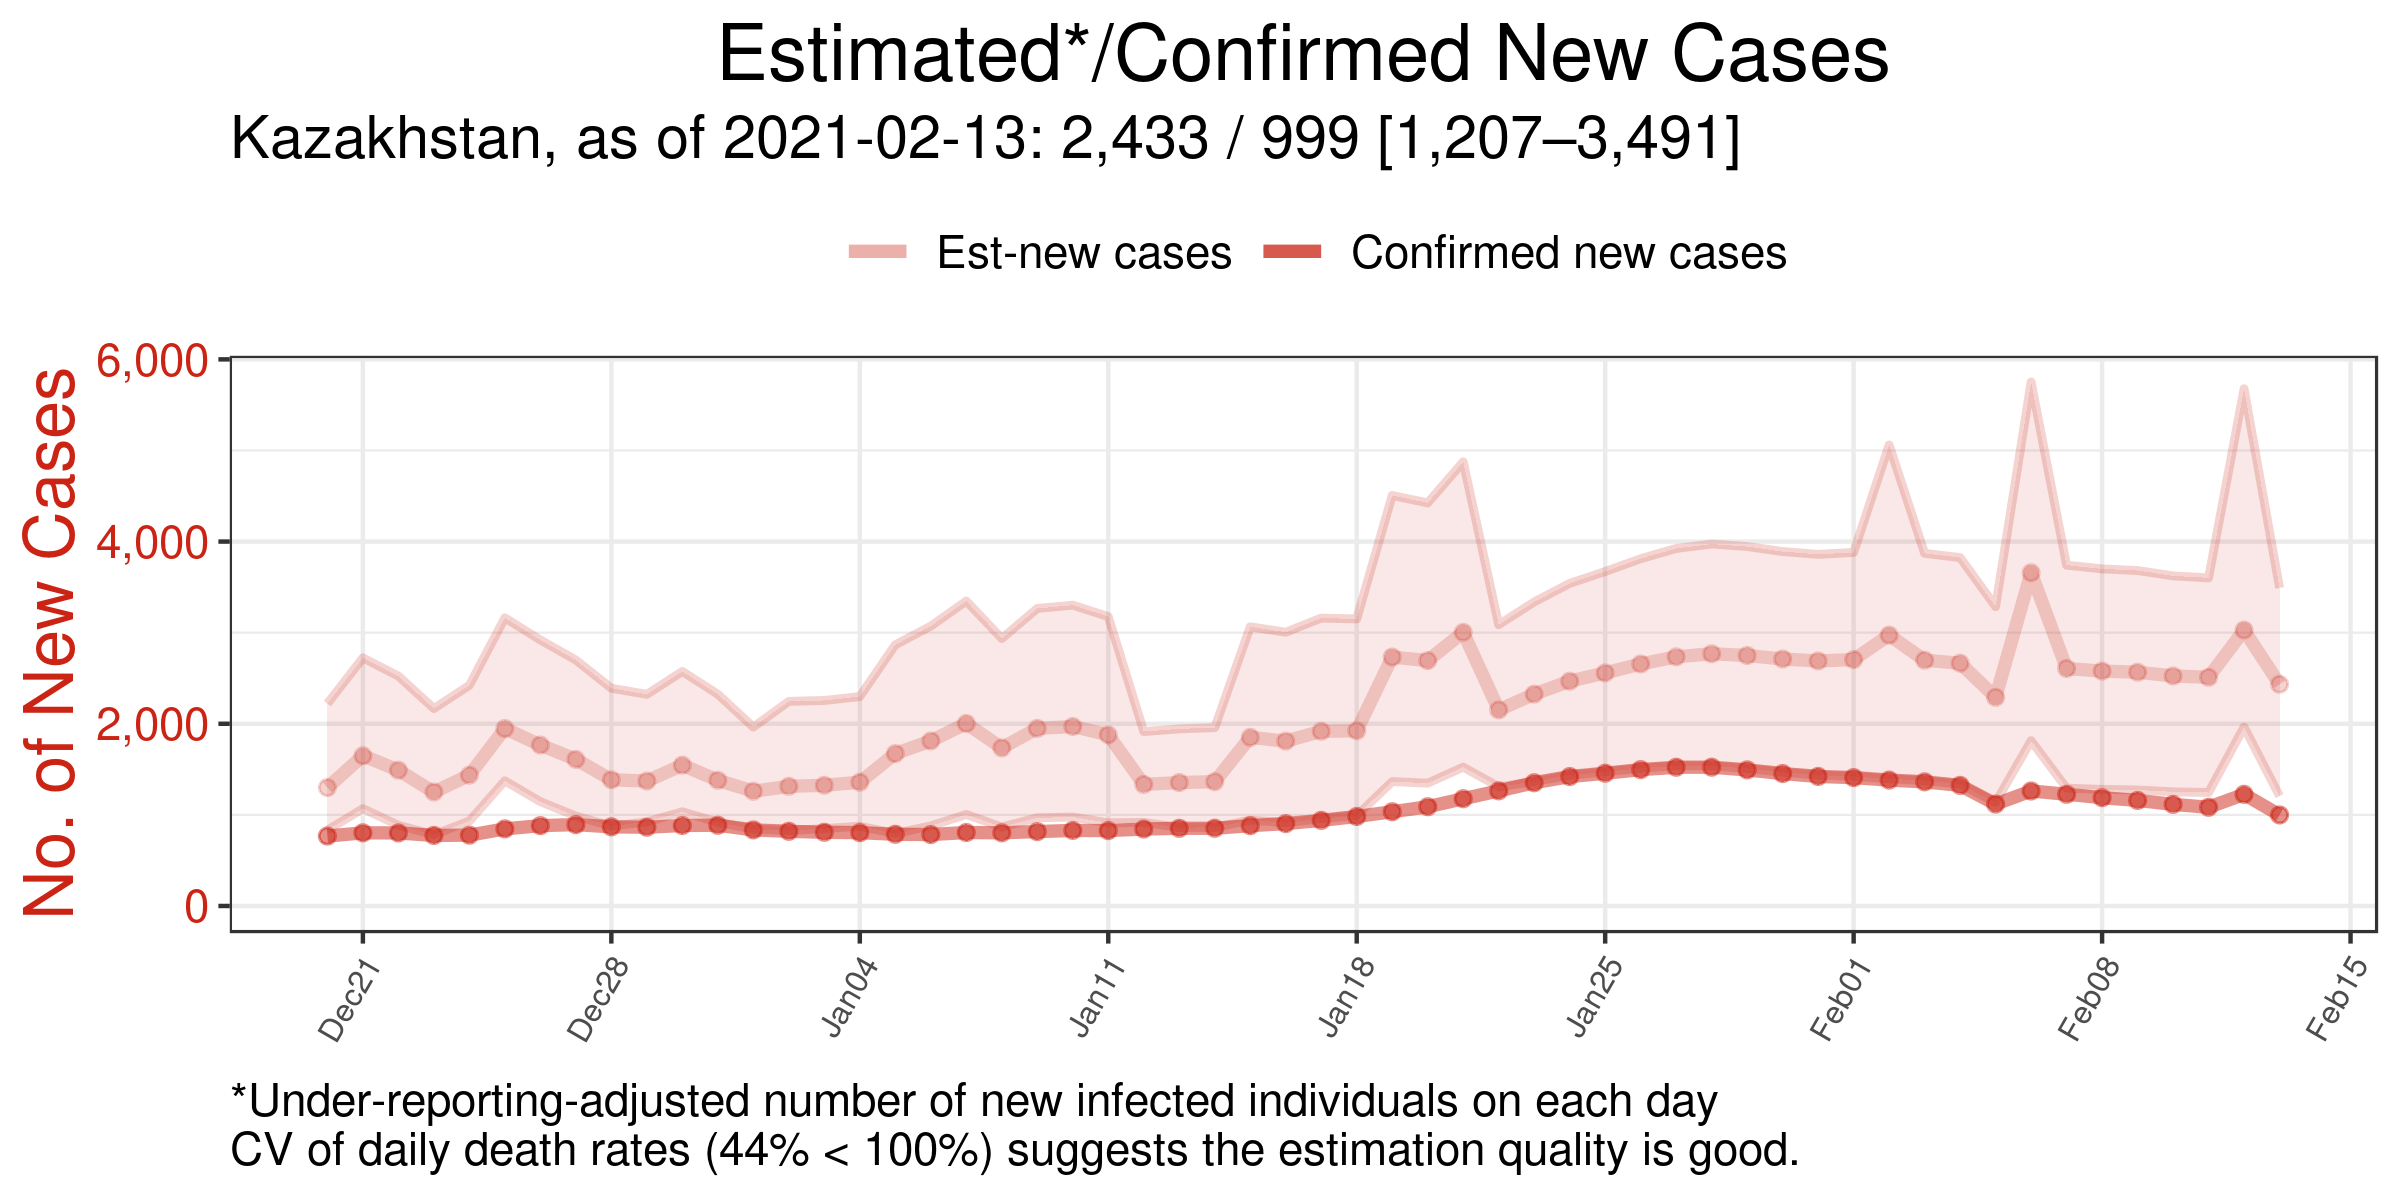 Estimated*/Confirmed New Cases
Kazakhstan, as of 2021-02-13: 2,433 / 999 [1,207–3,491]
Est-new cases
Confirmed new cases
No. of New Cases
6,000
4,000
2,000
0
Dec21
Dec28
Jan04
Jan11
Jan18
Jan25
Feb01
Feb08
Feb15
*Under-reporting-adjusted number of new infected individuals on each day
CV of daily death rates (44% < 100%) suggests the estimation quality is good.